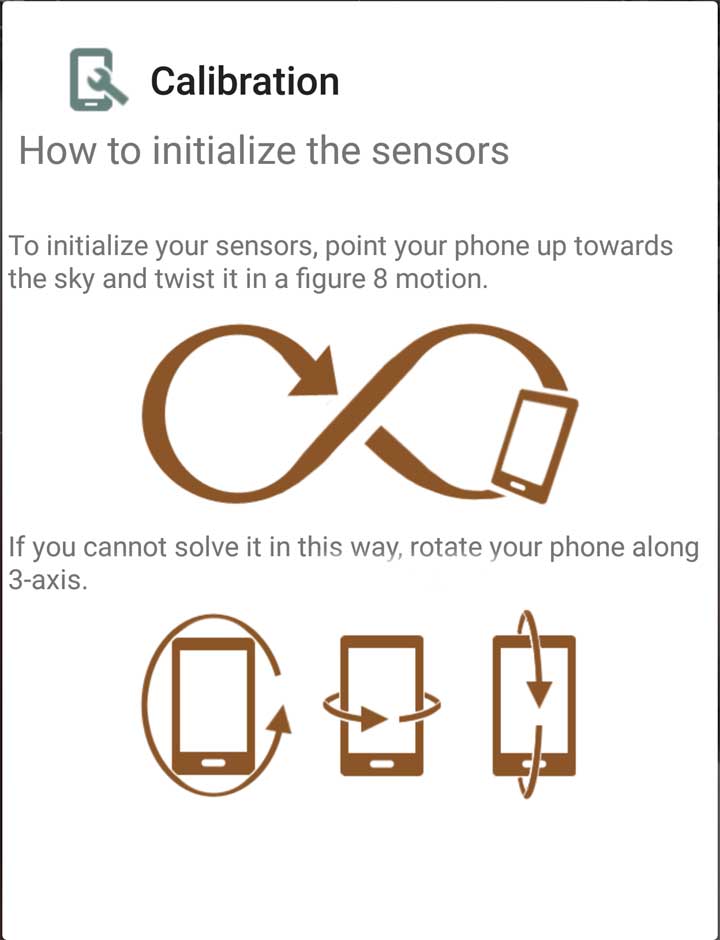 Calibration
How to initialize the sensors
To initialize your sensors, point your phone up towards
the sky and twist it in a figure 8 motion.
If you cannot solve it in this way, rotate your phone along
3-axis.